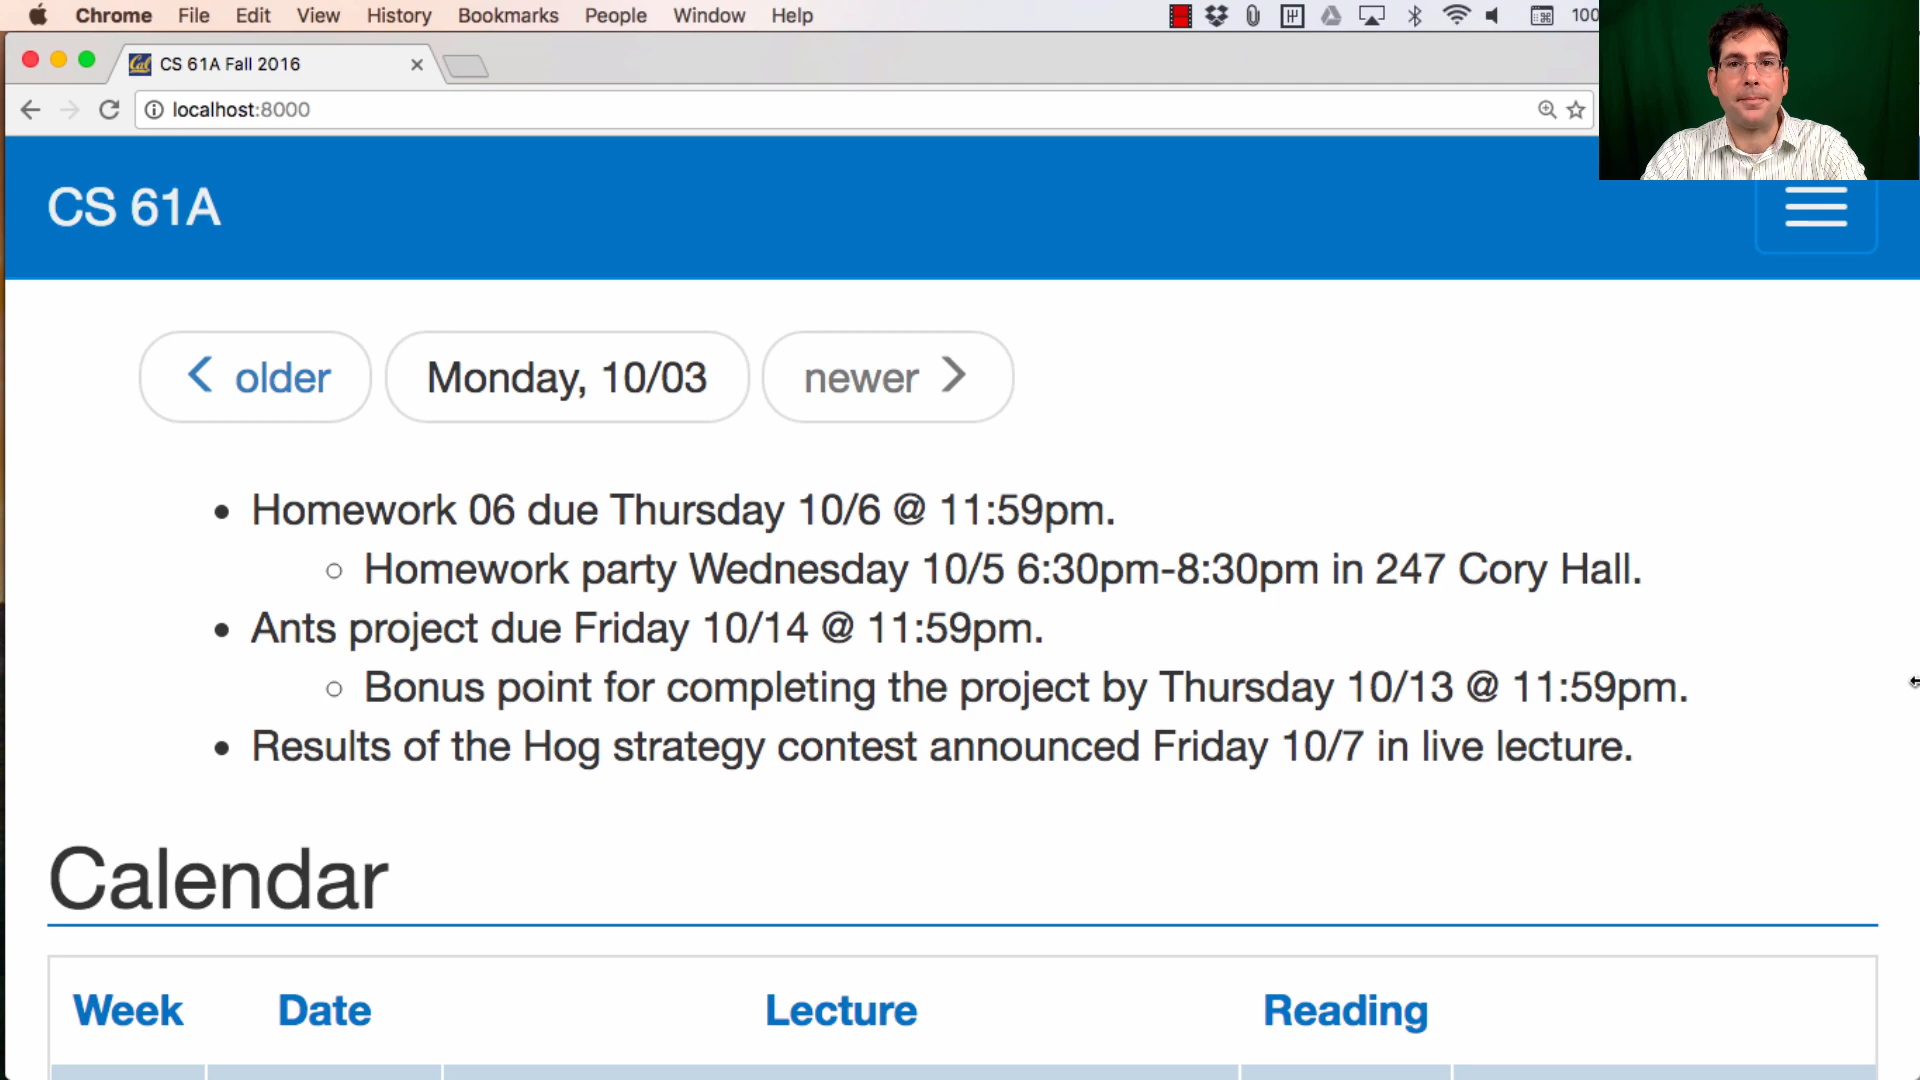 Chrome File Edit View History Bookmarks People Window Help 100
CS 61A Fall 2016
localhost:8000
CS 61A
older Monday, 10/03 newer
• Homework 06 due Thursday 10/6 @ 11:59pm.
○ Homework party Wednesday 10/5 6:30pm-8:30pm in 247 Cory Hall.
• Ants project due Friday 10/14 @ 11:59pm.
○ Bonus point for completing the project by Thursday 10/13 @ 11:59pm.
• Results of the Hog strategy contest announced Friday 10/7 in live lecture.
Calendar
Week Date Lecture Reading